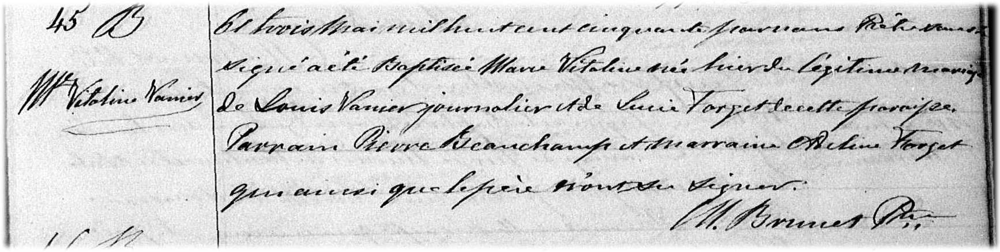 45 B
Mie Vitaline Vanier
Le trois Mai mil huit cent cinquante par nous Prêtre sous-
signé a été Baptisée Marie Vitaline née hier du légitime mariage
de Louis Vanier journalier et de Lucie Forget de cette paroisse.
Parrain Pierre Beauchamp et marraine Adeline Forget
qui ainsi que le père n'ont su signer.
M. Brunet Ptre